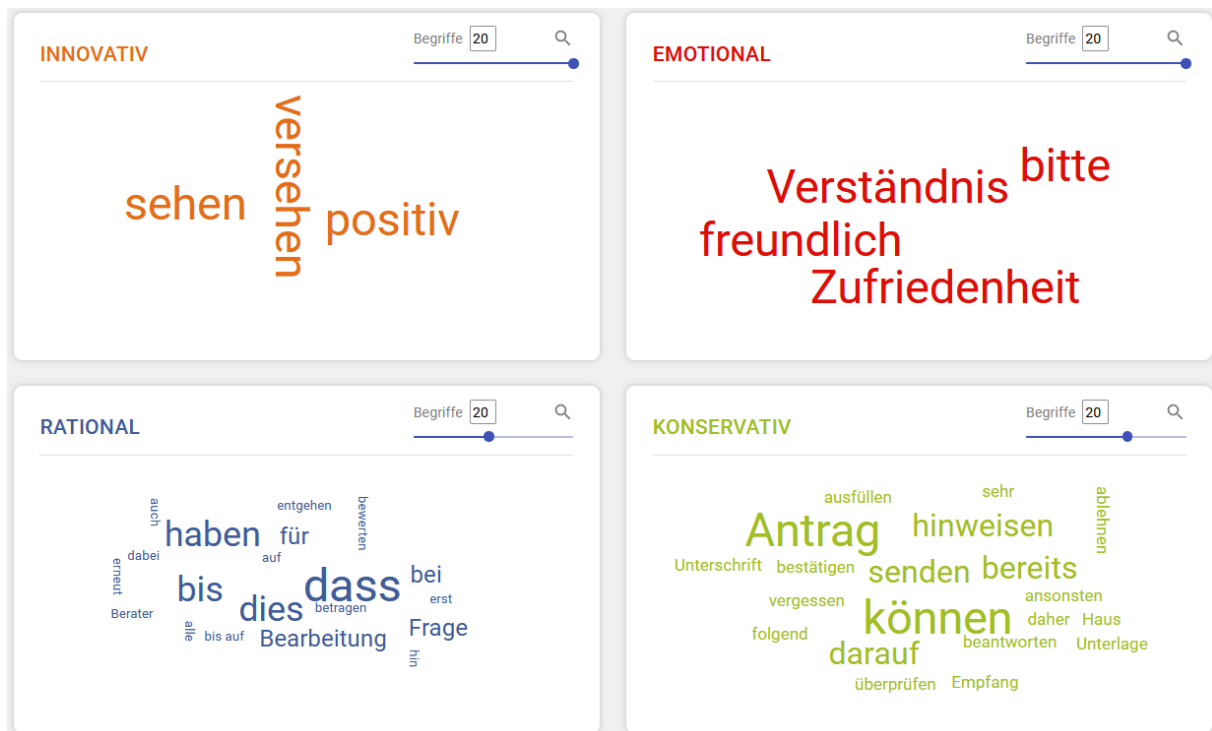 INNOVATIV
Begriffe 20
versehen
sehen
positiv
EMOTIONAL
Begriffe 20
bitte
Verständnis
freundlich
Zufriedenheit
RATIONAL
Begriffe 20
auch
entgehen
bewerten
haben
für
dabei
auf
erneut
bis
dass
bei
dies
betragen
erst
Berater
alle
bis auf
Bearbeitung
Frage
hin
KONSERVATIV
Begriffe 20
ausfüllen
sehr
ablehnen
Antrag
hinweisen
Unterschrift
bestätigen
senden
bereits
vergessen
können
ansonsten
daher
Haus
folgend
darauf
beantworten
Unterlage
überprüfen
Empfang